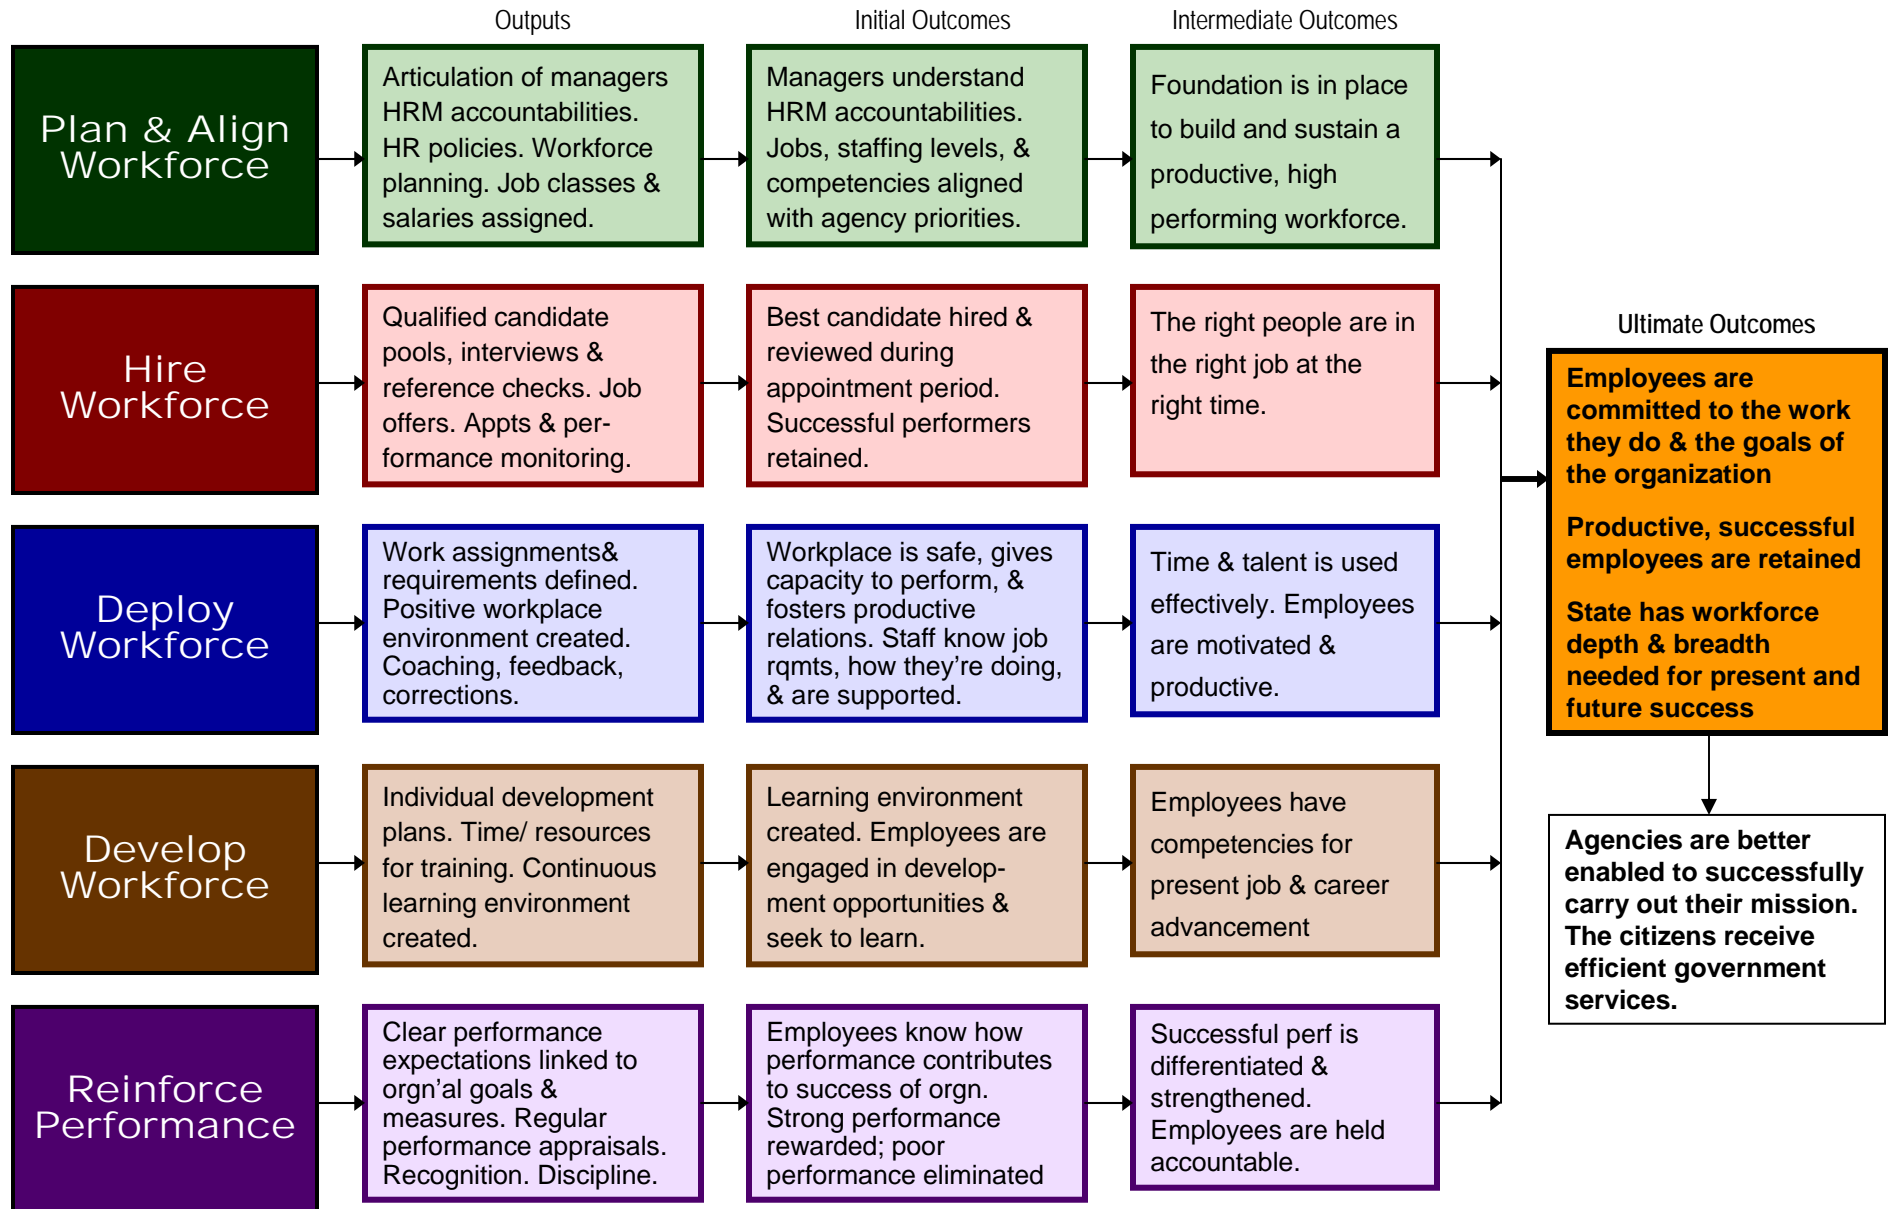 Outputs
Initial Outcomes
Intermediate Outcomes
Plan & Align
Workforce
Articulation of managers
HRM accountabilities.
HR policies. Workforce
planning. Job classes &
salaries assigned.
Managers understand
HRM accountabilities.
Jobs, staffing levels, &
competencies aligned
with agency priorities.
Foundation is in place
to build and sustain a
productive, high
performing workforce.
Hire
Workforce
Qualified candidate
pools, interviews &
reference checks. Job
offers. Appts & per-
formance monitoring.
Best candidate hired &
reviewed during
appointment period.
Successful performers
retained.
The right people are in
the right job at the
right time.
Deploy
Workforce
Work assignments&
requirements defined.
Positive workplace
environment created.
Coaching, feedback,
corrections.
Workplace is safe, gives
capacity to perform, &
fosters productive
relations. Staff know job
rqmts, how they’re doing,
& are supported.
Time & talent is used
effectively. Employees
are motivated &
productive.
Develop
Workforce
Individual development
plans. Time/ resources
for training. Continuous
learning environment
created.
Learning environment
created. Employees are
engaged in develop-
ment opportunities &
seek to learn.
Employees have
competencies for
present job & career
advancement
Reinforce
Performance
Clear performance
expectations linked to
orgn’al goals &
measures. Regular
performance appraisals.
Recognition. Discipline.
Employees know how
performance contributes
to success of orgn.
Strong performance
rewarded; poor
performance eliminated
Successful perf is
differentiated &
strengthened.
Employees are held
accountable.
Ultimate Outcomes
Employees are
committed to the work
they do & the goals of
the organization
Productive, successful
employees are retained
State has workforce
depth & breadth
needed for present and
future success
Agencies are better
enabled to successfully
carry out their mission.
The citizens receive
efficient government
services.